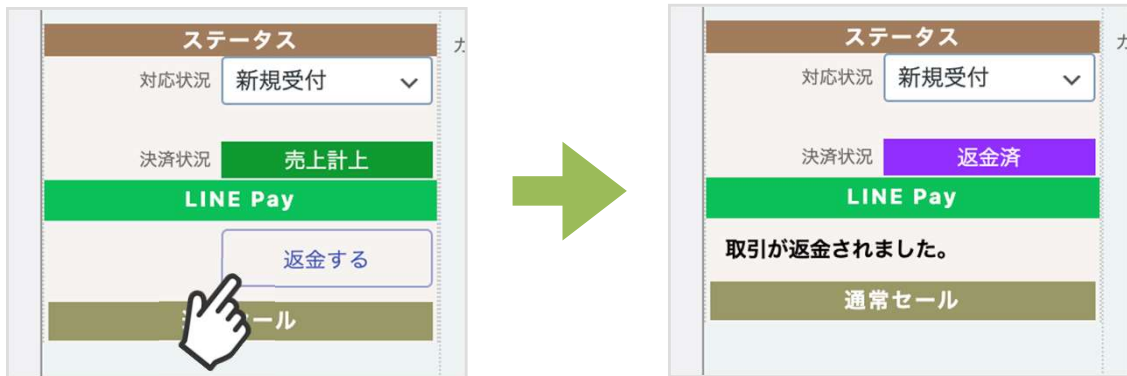 ステータス
対応状況 新規受付
決済状況 売上計上
LINE Pay
返金する
ール
ステータス
対応状況 新規受付
決済状況 返金済
LINE Pay
取引が返金されました。
通常セール